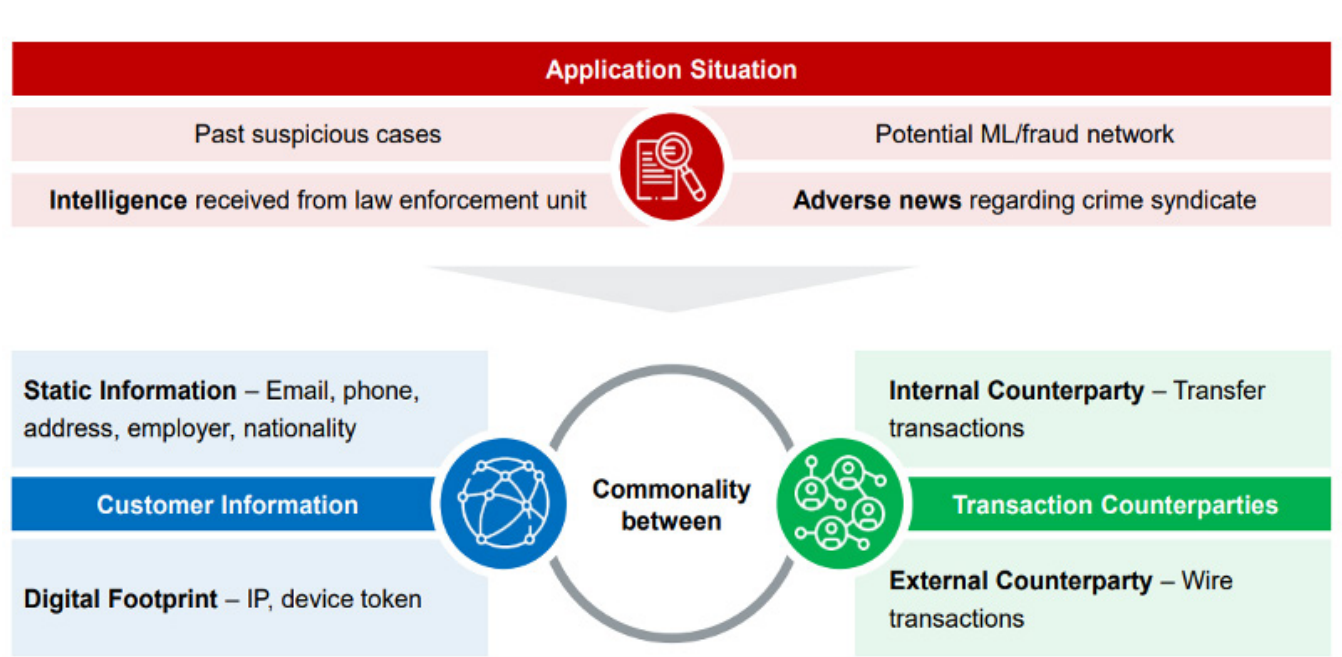 Application Situation
Past suspicious cases
Potential ML/fraud network
Intelligence received from law enforcement unit
Adverse news regarding crime syndicate
Static Information – Email, phone,
address, employer, nationality
Customer Information
Digital Footprint – IP, device token
Commonality
between
Internal Counterparty – Transfer
transactions
Transaction Counterparties
External Counterparty – Wire
transactions